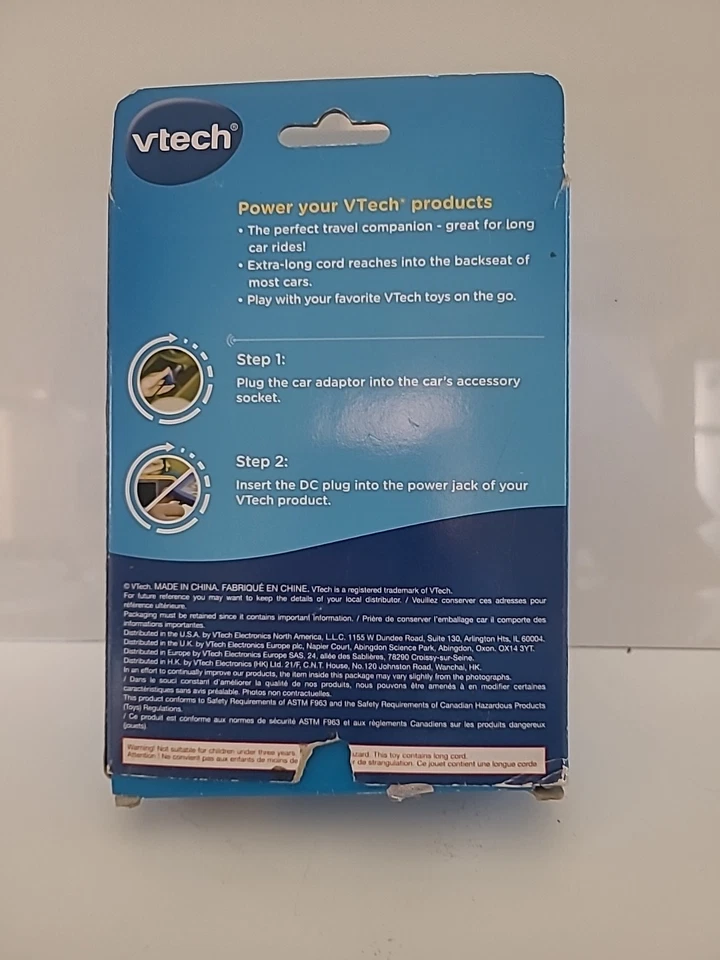 vtech®
Power your VTech® products
• The perfect travel companion - great for long
car rides!
• Extra-long cord reaches into the backseat of
most cars.
• Play with your favorite VTech toys on the go.
Step 1:
Plug the car adaptor into the car's accessory
socket.
Step 2:
Insert the DC plug into the power jack of your
VTech product.
© VTech. MADE IN CHINA. FABRIQUÉ EN CHINE. VTech is a registered trademark of VTech.
For future reference you may want to keep the details of your local distributor. / Veuillez conserver ces adresses pour
référence ultérieure.
Packaging must be retained since it contains important information. / Prière de conserver l'emballage car il comporte des
informations importantes.
Distributed in the U.S.A. by VTech Electronics North America, L.L.C. 1155 W Dundee Road, Suite 130, Arlington Hts, IL 60004.
Distributed in the U.K. by VTech Electronics Europe plc, Napier Court, Abingdon Science Park, Abingdon, Oxon. OX14 3YT.
Distributed in Europe by VTech Electronics Europe SAS, 24, allée des Sablières, 78290 Croissy-sur-Seine.
Distributed in H.K. by VTech Electronics (HK) Ltd. 21/F, C.N.T. House, No.120 Johnston Road, Wanchai, HK.
In an effort to continually improve our products, the item inside this package may vary slightly from the photographs.
/ Dans le souci constant d'améliorer la qualité de nos produits, nous pouvons être amenés à en modifier certaines
caractéristiques sans avis préalable. Photos non contractuelles.
This product conforms to Safety Requirements of ASTM F963 and the Safety Requirements of Canadian Hazardous Products
(Toys) Regulations.
/ Ce produit est conforme aux normes de sécurité ASTM F963 et aux règlements Canadiens sur les produits dangereux
(jouets).
Warning! Not suitable for children under three years. zard. This toy contains long cord.
Attention ! Ne convient pas aux enfants de moins de de strangulation. Ce jouet contient une longue corde